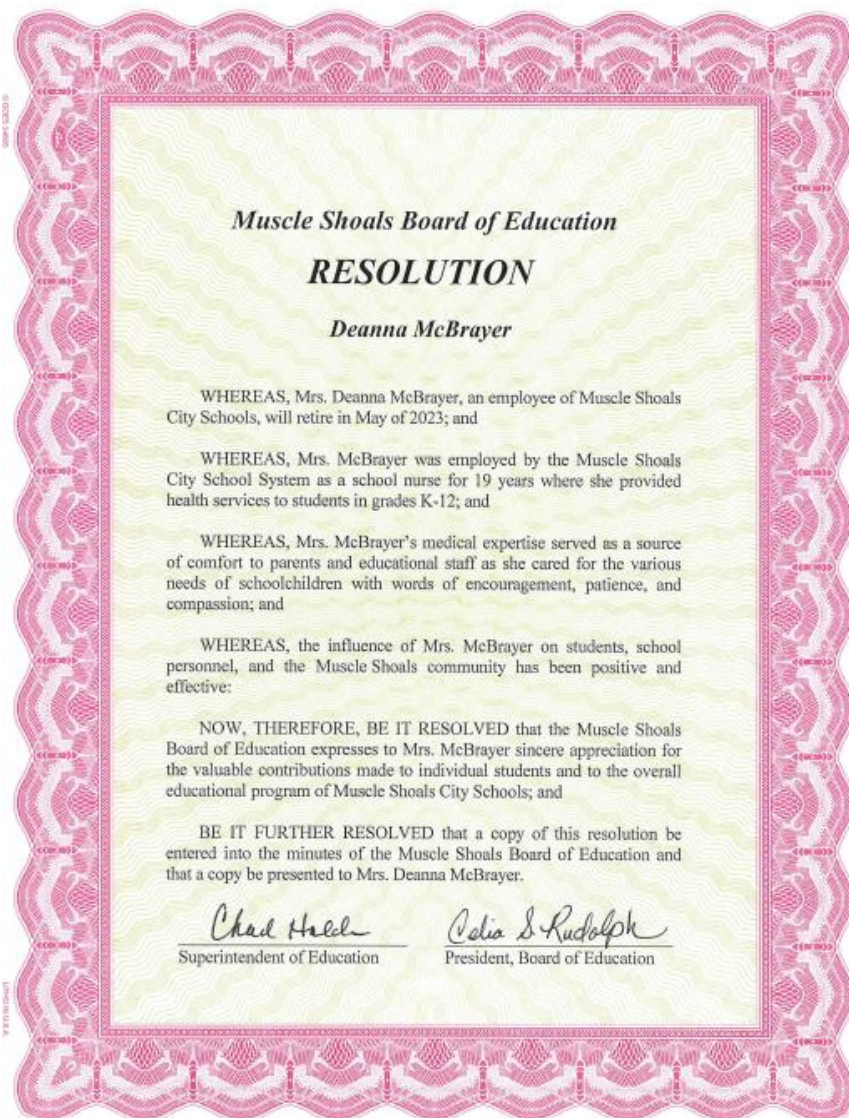 Muscle Shoals Board of Education
RESOLUTION
Deanna McBrayer
WHEREAS, Mrs. Deanna McBrayer, an employee of Muscle Shoals
City Schools, will retire in May of 2023; and
WHEREAS, Mrs. McBrayer was employed by the Muscle Shoals
City School System as a school nurse for 19 years where she provided
health services to students in grades K-12; and
WHEREAS, Mrs. McBrayer's medical expertise served as a source
of comfort to parents and educational staff as she cared for the various
needs of schoolchildren with words of encouragement, patience, and
compassion; and
WHEREAS, the influence of Mrs. McBrayer on students, school
personnel, and the Muscle Shoals community has been positive and
effective:
NOW, THEREFORE, BE IT RESOLVED that the Muscle Shoals
Board of Education expresses to Mrs. McBrayer sincere appreciation for
the valuable contributions made to individual students and to the overall
educational program of Muscle Shoals City Schools; and
BE IT FURTHER RESOLVED that a copy of this resolution be
entered into the minutes of the Muscle Shoals Board of Education and
that a copy be presented to Mrs. Deanna McBrayer.
Chad Celia S. Rudolph
Superintendent of Education President, Board of Education
LITHO IN U.S.A.